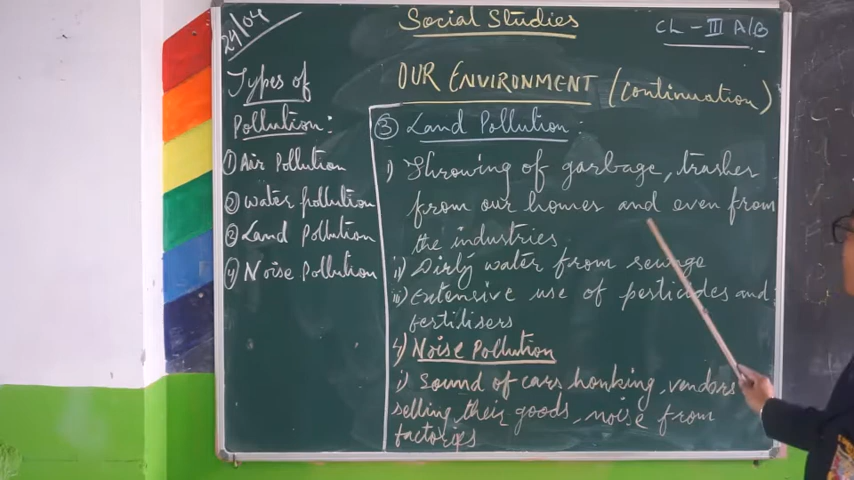 24/04
Social Studies
CL - III A/B
OUR ENVIRONMENT (Continuation)
Types of
Pollution:
① Air Pollution
② Water pollution
③ Land Pollution
④ Noise Pollution
③ Land Pollution:
i) Throwing of garbage, trashes
from our homes and even from
the industries.
ii) Dirty water from sewage
iii) Extensive use of pesticides and
fertilisers
4) Noise Pollution
i) Sound of cars honking, vendors
selling their goods, noise from
factories